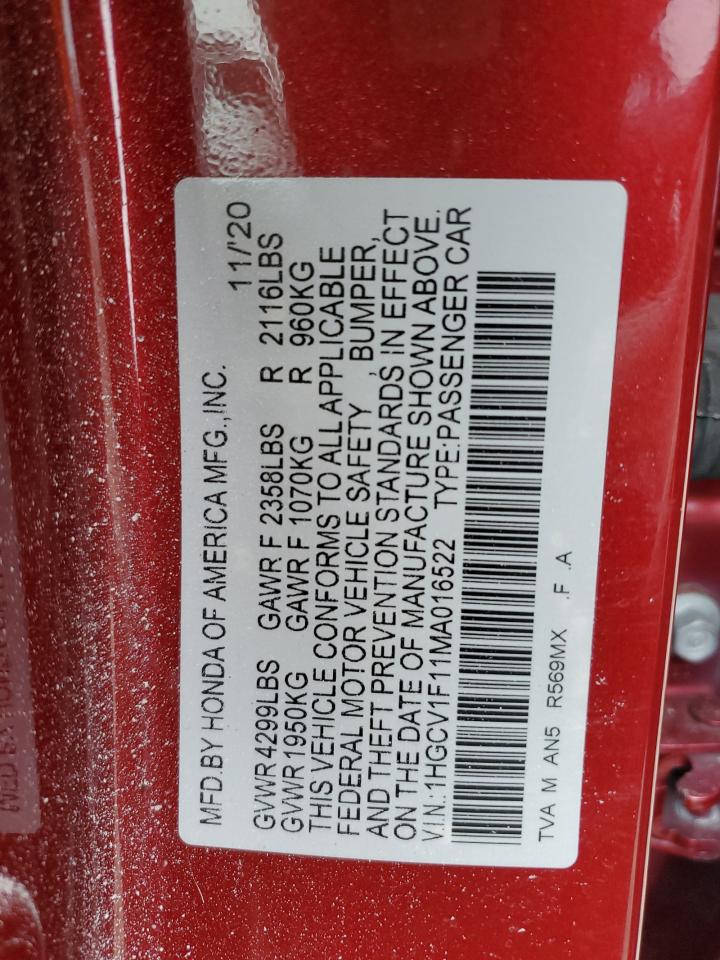 MFD.BY HONDA OF AMERICA MFG.,INC. 11/'20
GVWR 4299LBS GAWR F 2358LBS R 2116LBS
GVWR1950KG GAWR F 1070KG R 960KG
THIS VEHICLE CONFORMS TO ALL APPLICABLE
FEDERAL MOTOR VEHICLE SAFETY , BUMPER,
AND THEFT PREVENTION STANDARDS IN EFFECT
ON THE DATE OF MANUFACTURE SHOWN ABOVE.
V.I.N.:1HGCV1F11MA016522 TYPE:PASSENGER CAR
TVA M AN5 R569MX .F .A